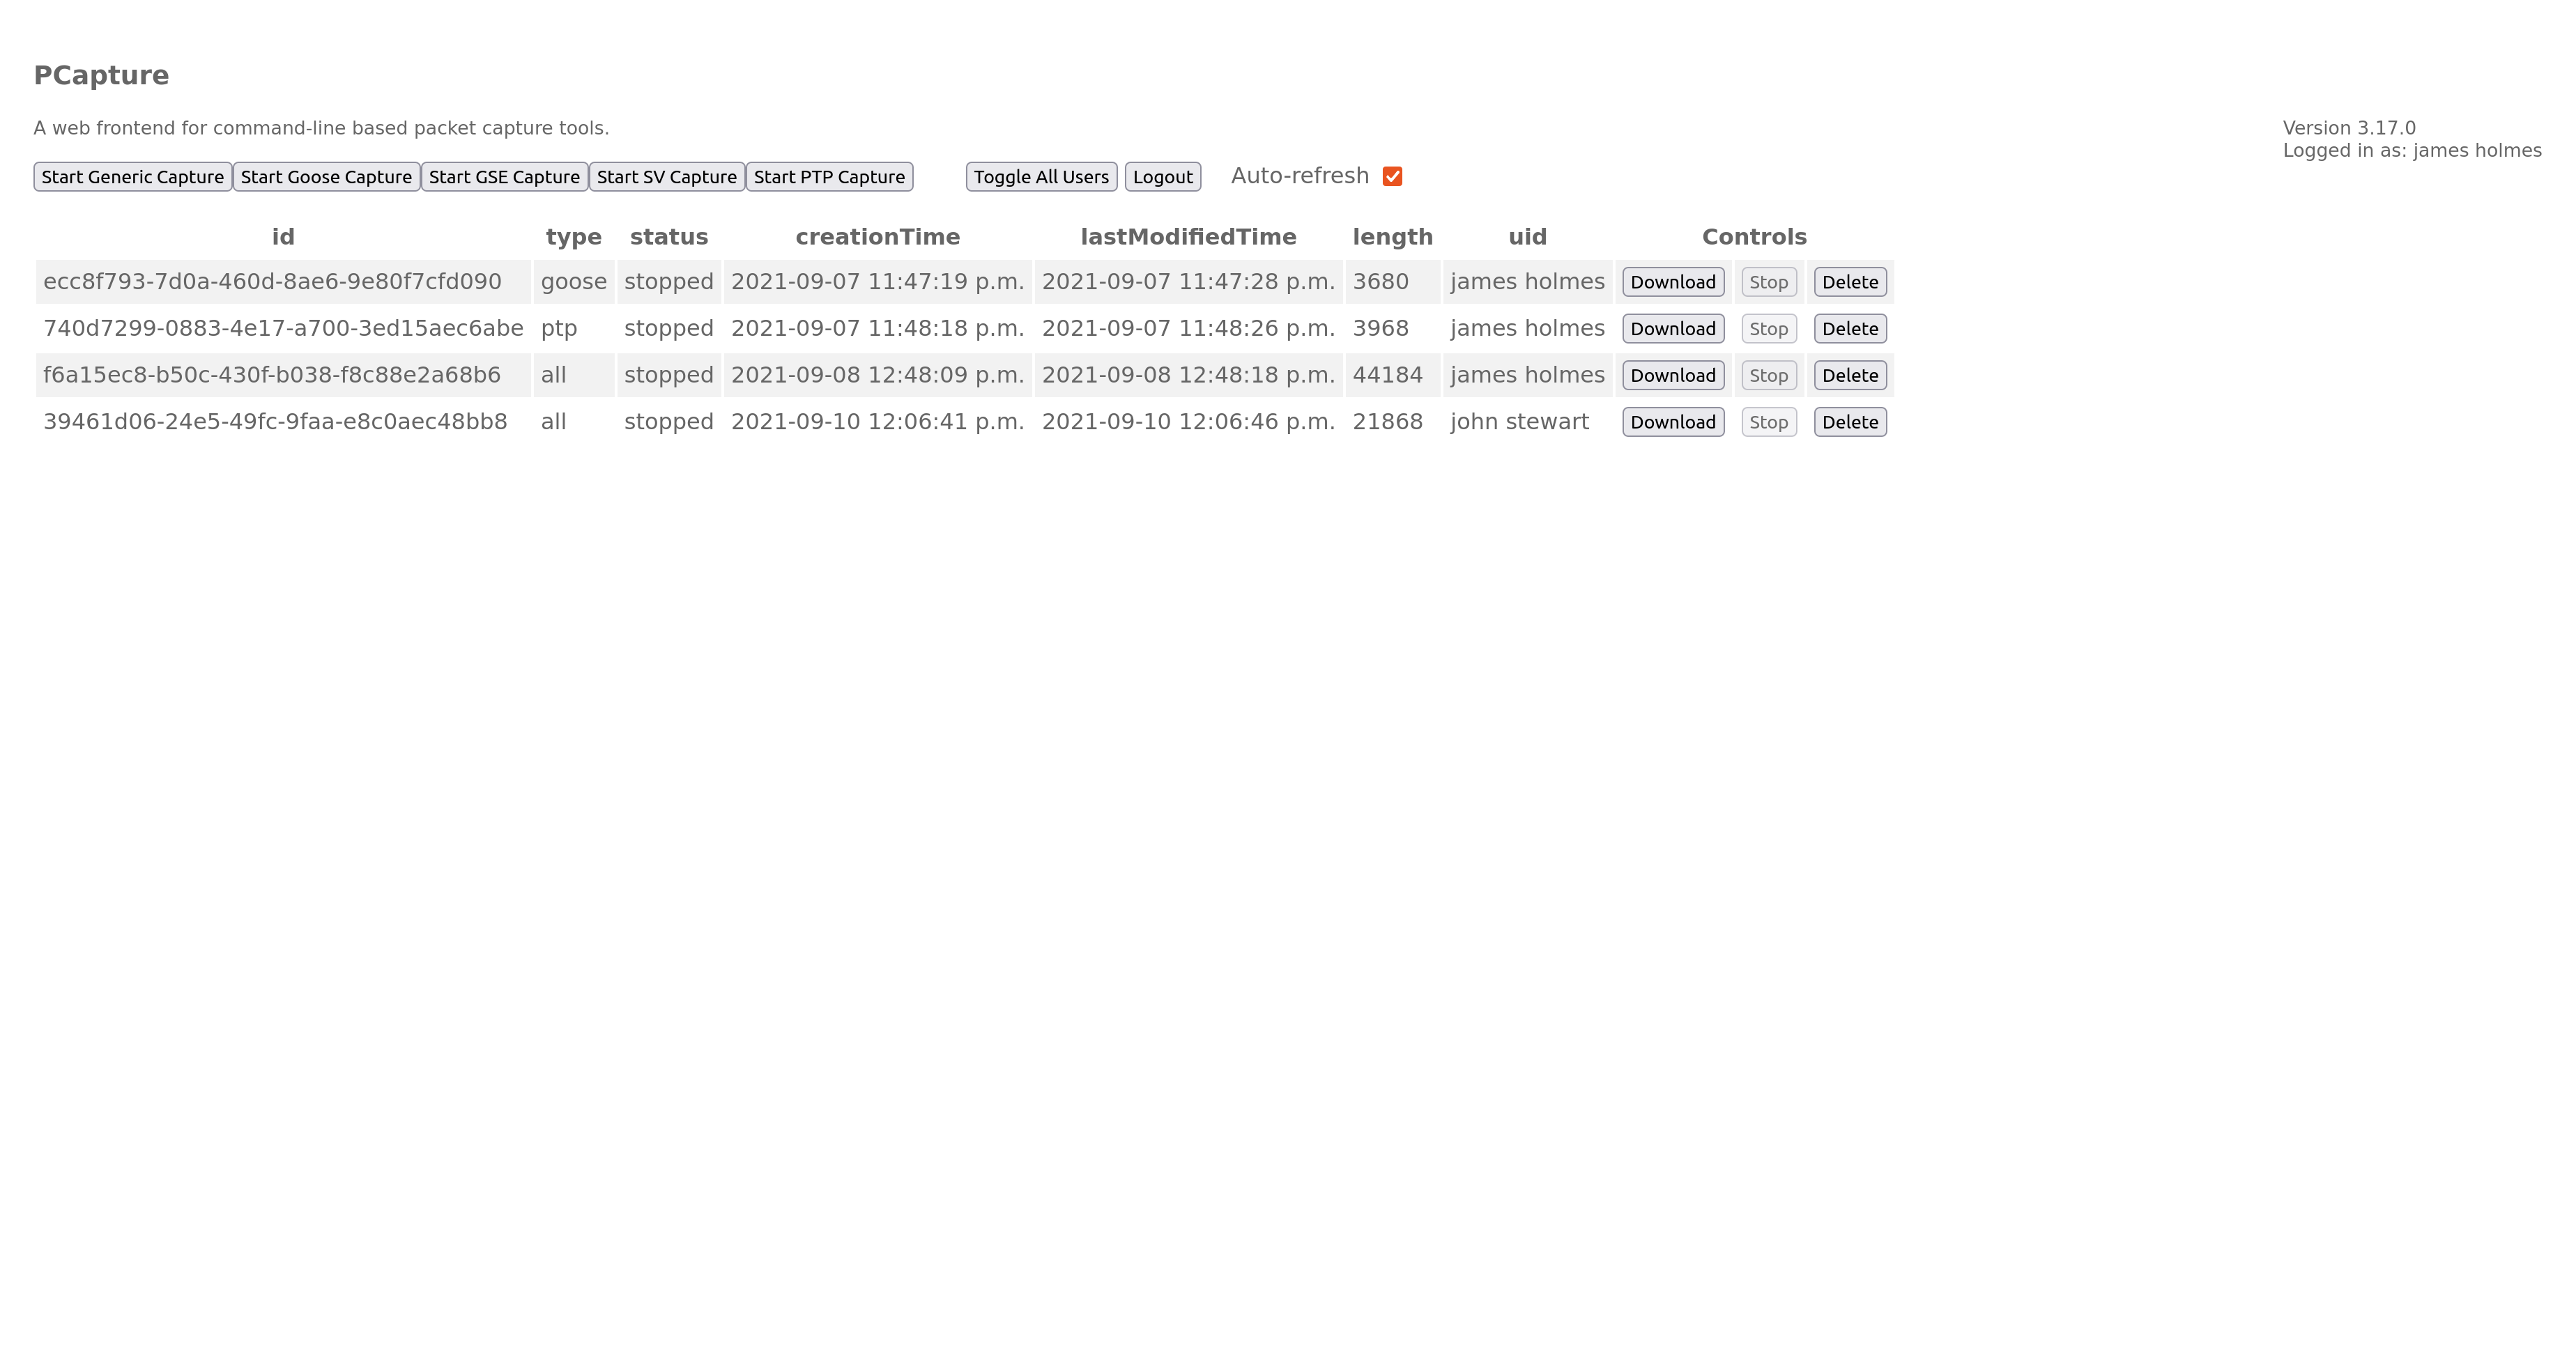 PCapture
A web frontend for command-line based packet capture tools.
Version 3.17.0
Logged in as: james holmes
Start Generic Capture Start Goose Capture Start GSE Capture Start SV Capture Start PTP Capture Toggle All Users Logout Auto-refresh
id type status creationTime lastModifiedTime length uid Controls
ecc8f793-7d0a-460d-8ae6-9e80f7cfd090 goose stopped 2021-09-07 11:47:19 p.m. 2021-09-07 11:47:28 p.m. 3680 james holmes Download Stop Delete
740d7299-0883-4e17-a700-3ed15aec6abe ptp stopped 2021-09-07 11:48:18 p.m. 2021-09-07 11:48:26 p.m. 3968 james holmes Download Stop Delete
f6a15ec8-b50c-430f-b038-f8c88e2a68b6 all stopped 2021-09-08 12:48:09 p.m. 2021-09-08 12:48:18 p.m. 44184 james holmes Download Stop Delete
39461d06-24e5-49fc-9faa-e8c0aec48bb8 all stopped 2021-09-10 12:06:41 p.m. 2021-09-10 12:06:46 p.m. 21868 john stewart Download Stop Delete